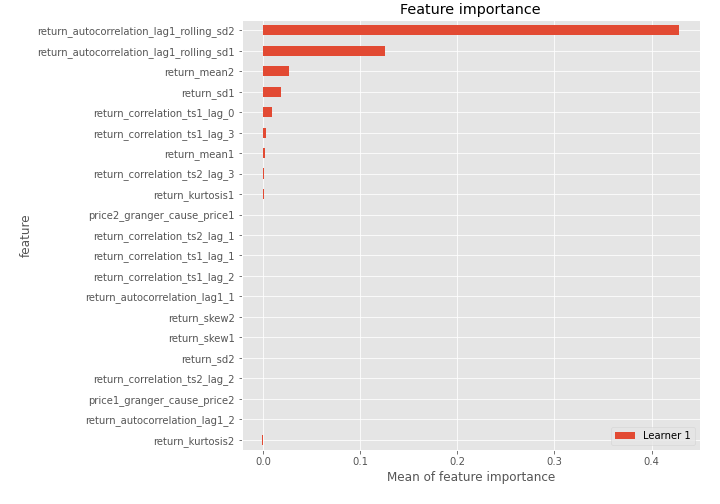 Feature importance
return_autocorrelation_lag1_rolling_sd2
return_autocorrelation_lag1_rolling_sd1
return_mean2
return_sd1
return_correlation_ts1_lag_0
return_correlation_ts1_lag_3
return_mean1
return_correlation_ts2_lag_3
return_kurtosis1
price2_granger_cause_price1
return_correlation_ts2_lag_1
return_correlation_ts1_lag_1
return_correlation_ts1_lag_2
return_autocorrelation_lag1_1
return_skew2
return_skew1
return_sd2
return_correlation_ts2_lag_2
price1_granger_cause_price2
return_autocorrelation_lag1_2
return_kurtosis2
feature
Learner 1
0.0 0.1 0.2 0.3 0.4
Mean of feature importance